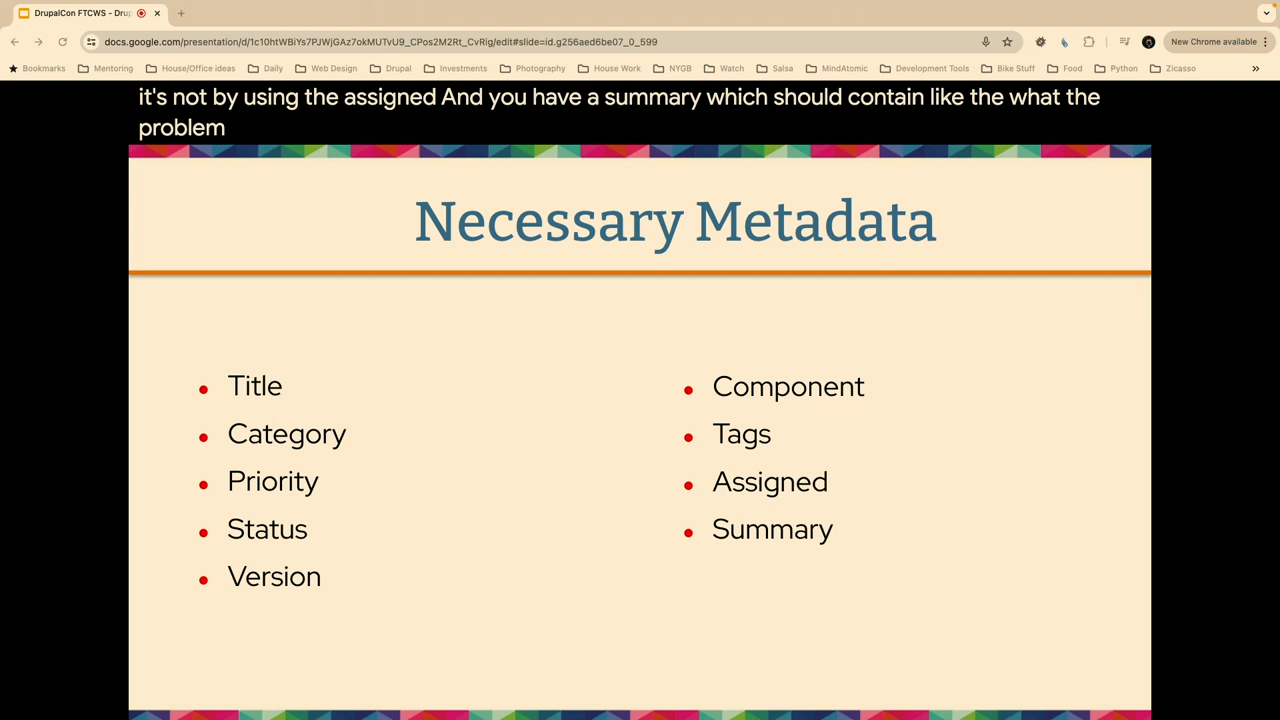 DrupalCon FTCWS - Drup
docs.google.com/presentation/d/1c10htWBiYs7PJWjGAz7okMUTvU9_CPos2M2Rt_CvRig/edit#slide=id.g256aed6be07_0_599
New Chrome available
Bookmarks Mentoring House/Office ideas Daily Web Design Drupal Investments Photography House Work NYGB Watch Salsa MindAtomic Development Tools Bike Stuff Food Python Zicasso
it's not by using the assigned And you have a summary which should contain like the what the
problem
Necessary Metadata
Title
Category
Priority
Status
Version
Component
Tags
Assigned
Summary